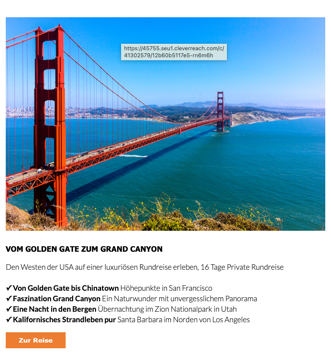 https://45755.seu1.cleverreach.com/c/
41302579/12b60b5117e5-rn6m6h
VOM GOLDEN GATE ZUM GRAND CANYON
Den Westen der USA auf einer luxuriösen Rundreise erleben, 16 Tage Private Rundreise
✔ Von Golden Gate bis Chinatown Höhepunkte in San Francisco
✔ Faszination Grand Canyon Ein Naturwunder mit unvergesslichem Panorama
✔ Eine Nacht in den Bergen Übernachtung im Zion Nationalpark in Utah
✔ Kalifornisches Strandleben pur Santa Barbara im Norden von Los Angeles
Zur Reise